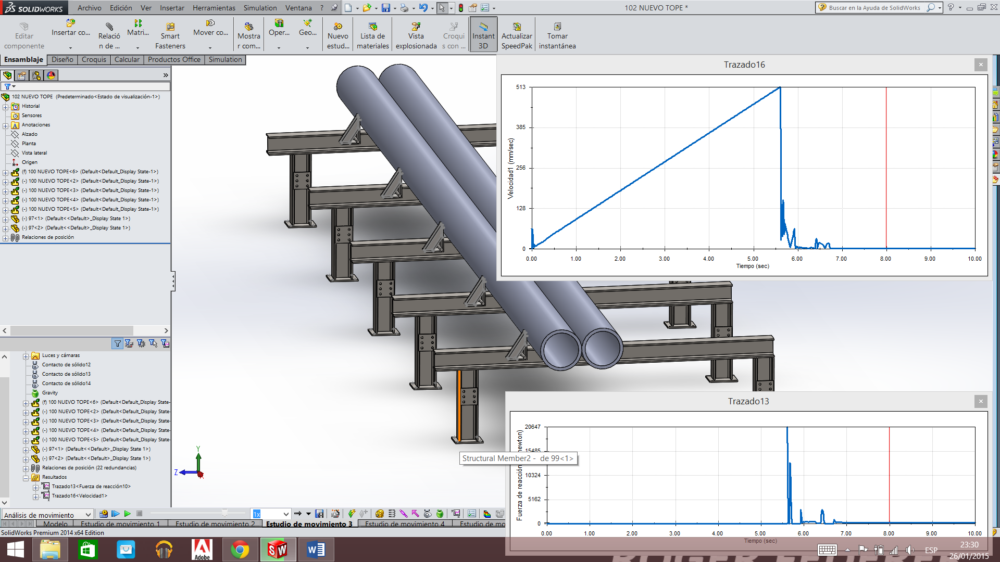 SOLIDWORKS
Archivo Edición Ver Insertar Herramientas Simulation Ventana ?
102 NUEVO TOPE *
Buscar en la Ayuda de SolidWorks
Editar componente
Insertar co...
Relació n de ...
Matri...
Smart Fasteners
Mover co...
Mostra r com...
Oper...
Geo...
Nuevo estud...
Lista de materiales
Vista explosionada
Croqui s con ...
Instant 3D
Actualizar SpeedPak
Tomar instantánea
Ensamblaje Diseño Croquis Calcular Productos Office Simulation
102 NUEVO TOPE (Predeterminado<Estado de visualización-1>)
Historial
Sensores
Anotaciones
Alzado
Planta
Vista lateral
Origen
(f) 100 NUEVO TOPE<6> (Default<Default_Display State-1>)
(-) 100 NUEVO TOPE<2> (Default<Default_Display State-1>)
(-) 100 NUEVO TOPE<3> (Default<Default_Display State-1>)
(-) 100 NUEVO TOPE<4> (Default<Default_Display State-1>)
(-) 100 NUEVO TOPE<5> (Default<Default_Display State-1>)
(-) 97<1> (Default<<Default>_Display State 1>)
(-) 97<2> (Default<<Default>_Display State 1>)
Relaciones de posición
Luces y cámaras
Contacto de sólido12
Contacto de sólido13
Contacto de sólido14
Gravity
(f) 100 NUEVO TOPE<6> (Default<Default_Display State-
(-) 100 NUEVO TOPE<2> (Default<Default_Display State-
(-) 100 NUEVO TOPE<3> (Default<Default_Display State-
(-) 100 NUEVO TOPE<4> (Default<Default_Display State-
(-) 100 NUEVO TOPE<5> (Default<Default_Display State-
(-) 97<1> (Default<<Default>_Display State 1>)
(-) 97<2> (Default<<Default>_Display State 1>)
Relaciones de posición (22 redundancias)
Resultados
Trazado13<Fuerza de reacción10>
Trazado16<Velocidad1>
Y
Z
Structural Member2 - de 99<1>
Trazado16
Velocidad1 (mm/sec)
513
385
256
128
0
0.00 1.00 2.00 3.00 4.00 5.00 6.00 7.00 8.00 9.00 10.00
Tiempo (sec)
Trazado13
Fuerza de reacción
newton)
20647
15485
10324
5162
0
0.00 1.00 2.00 3.00 4.00 5.00 6.00 7.00 8.00 9.00 10.00
Tiempo (sec)
Análisis de movimiento
1x
Modelo Estudio de movimiento 1 Estudio de movimiento 2 Estudio de movimiento 3 Estudio de movimiento 4 Estudio de mo
SolidWorks Premium 2014 x64 Edition
Adobe
SW
ESP
23:30
26/01/2015